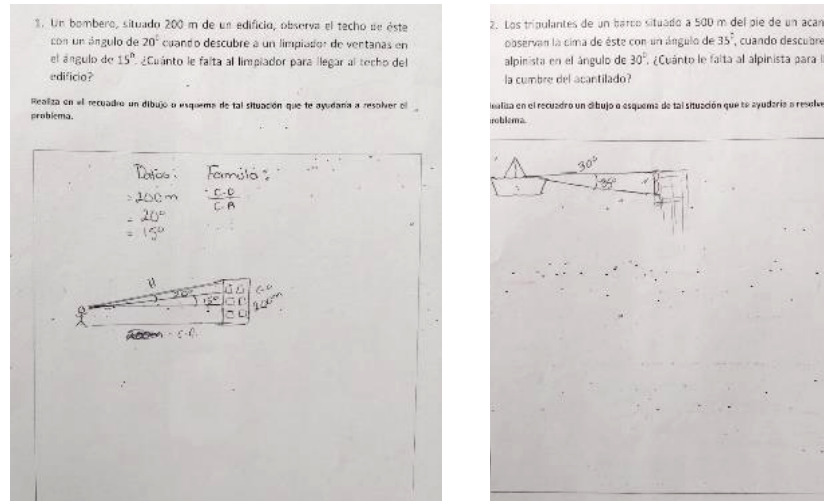 1. Un bombero, situado 200 m de un edificio, observa el techo de éste
con un ángulo de 20° cuando descubre a un limpiador de ventanas en
el ángulo de 15°. ¿Cuánto le falta al limpiador para llegar al techo del
edificio?
Realiza en el recuadro un dibujo o esquema de tal situación que te ayudaría a resolver el
problema.
Datos: Formula:
=200m C.O
= 20° C.A
= 15°
H
20° 15° C.O
200m
C.A.
2. Los tripulantes de un barco situado a 500 m del pie de un acan
observan la cima de éste con un ángulo de 35°, cuando descubre
alpinista en el ángulo de 30°. ¿Cuánto le falta al alpinista para l
la cumbre del acantilado?
ealiza en el recuadro un dibujo o esquema de tal situación que te ayudaría a resolve
roblema.
30°
35°